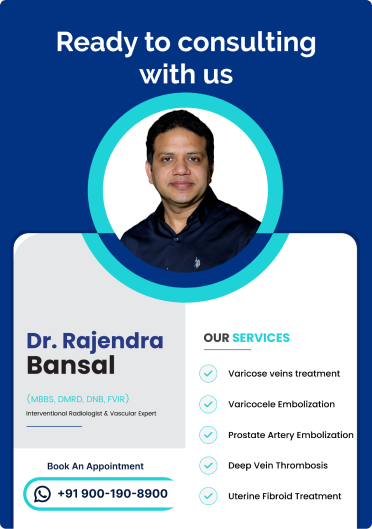 Ready to consulting
with us
Dr. Rajendra
Bansal
(MBBS, DMRD, DNB, FVIR)
Interventional Radiologist & Vascular Expert
Book An Appointment
+91 900-190-8900
OUR SERVICES
Varicose veins treatment
Varicocele Embolization
Prostate Artery Embolization
Deep Vein Thrombosis
Uterine Fibroid Treatment